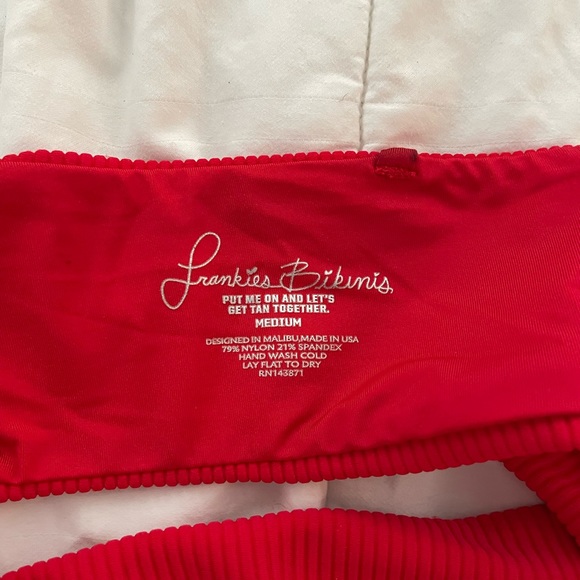 Frankies Bikinis.
PUT ME ON AND LET'S
GET TAN TOGETHER.
MEDIUM
DESIGNED IN MALIBU,MADE IN USA
79% NYLON 21% SPANDEX
HAND WASH COLD
LAY FLAT TO DRY
RN143871